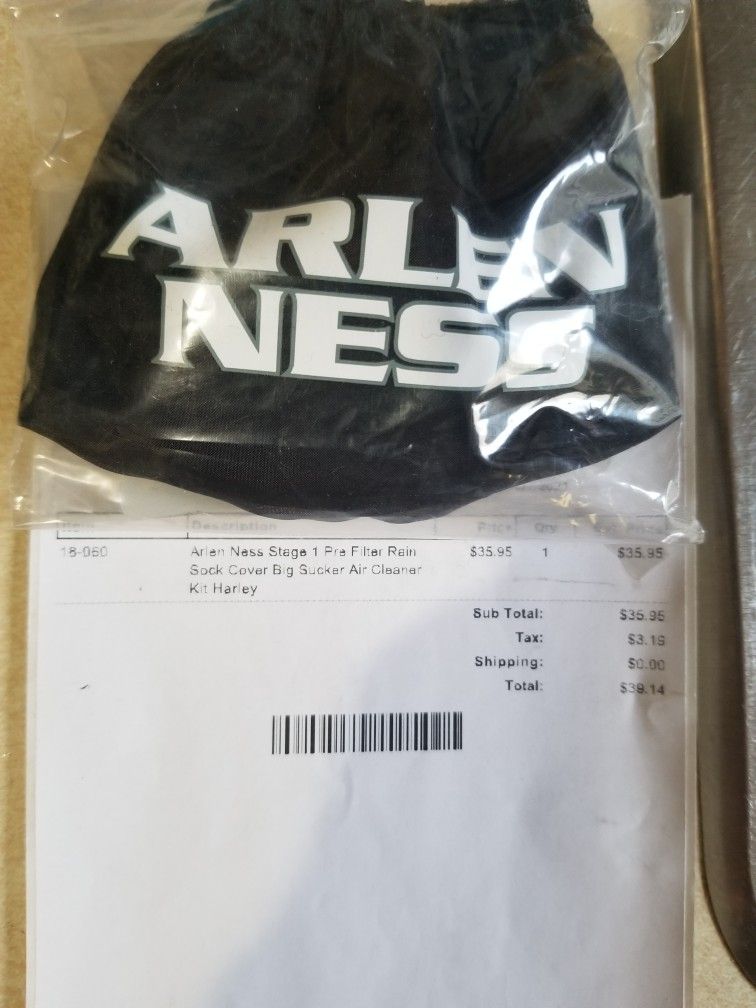 ARLEN
NESS
Description Price Qty
18-060 Arlen Ness Stage 1 Pre Filter Rain $35.95 1 $35.95
Sock Cover Big Sucker Air Cleaner
Kit Harley
Sub Total: $35.95
Tax: $3.19
Shipping: $0.00
Total: $39.14